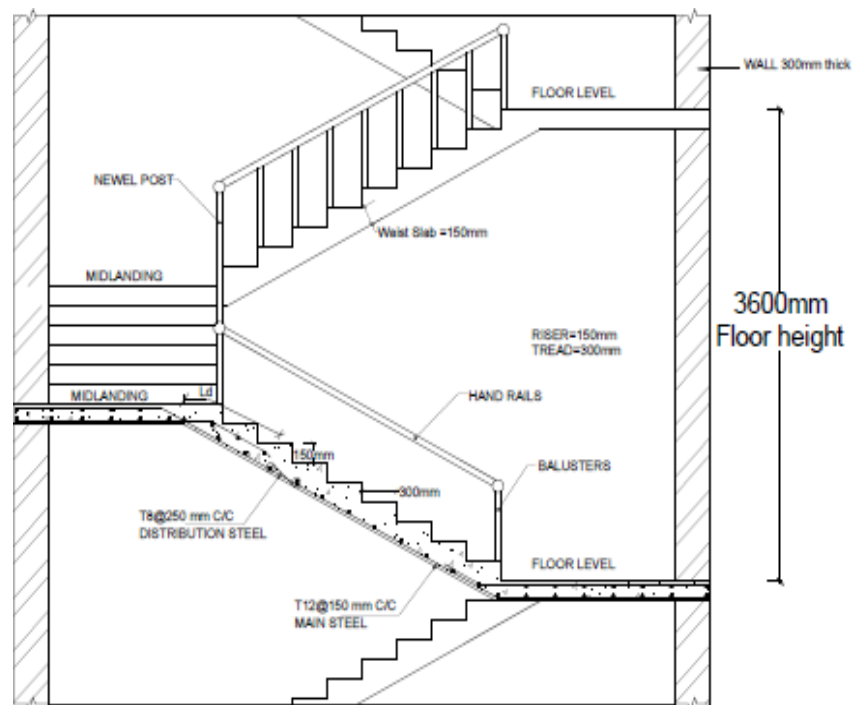 WALL 300mm thick
FLOOR LEVEL
NEWEL POST
Waist Slab =150mm
MIDLANDING
3600mm
Floor height
RISER=150mm
TREAD=300mm
HAND RAILS
MIDLANDING
Ld
150mm
300mm
BALUSTERS
T8@250 mm C/C
DISTRIBUTION STEEL
FLOOR LEVEL
T12@150 mm C/C
MAIN STEEL